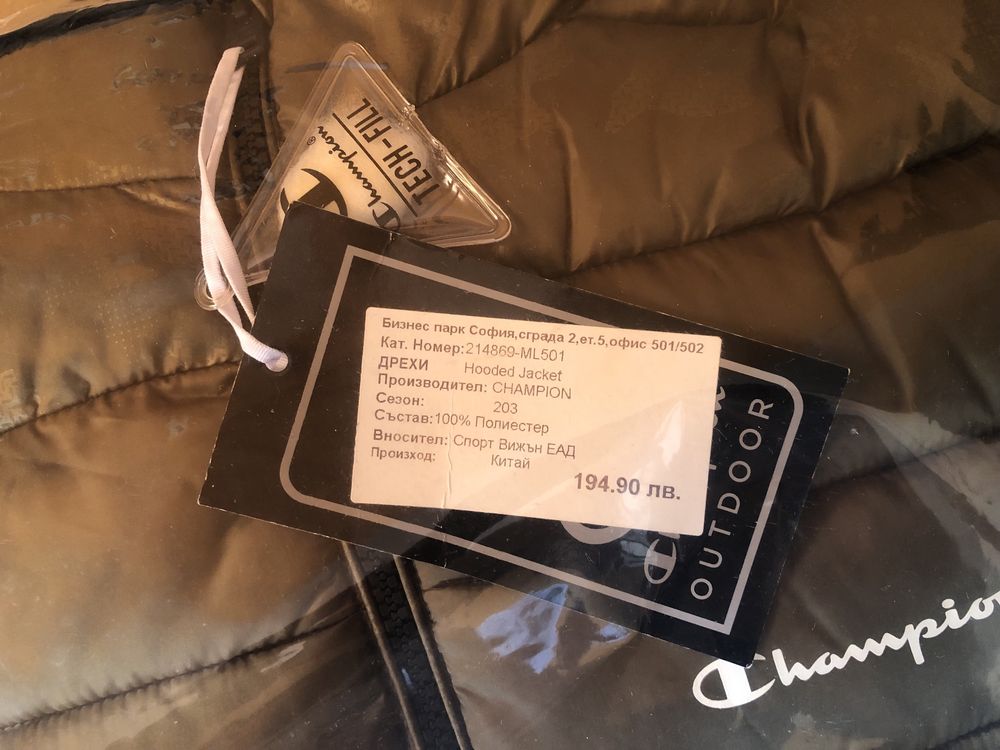 TECH-FILL
Champion®
Бизнес парк София,сграда 2,ет.5,офис 501/502
Кат. Номер:214869-ML501
ДРЕХИ Hooded Jacket
Производител: CHAMPION
Сезон: 203
Състав:100% Полиестер
Вносител: Спорт Вижън ЕАД
Произход: Китай
194.90 лв.
OUTDOOR
Champion